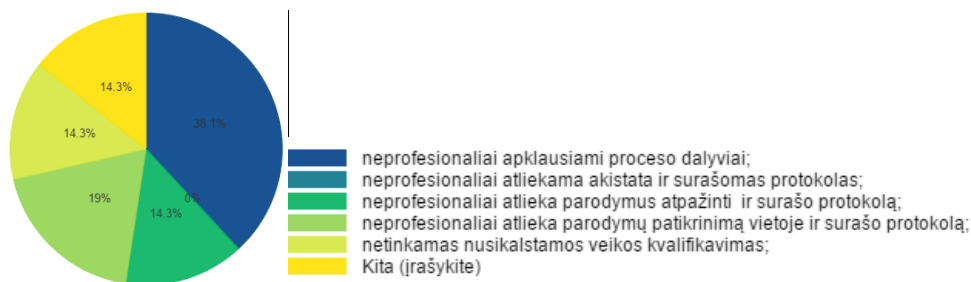 14.3%
38.1%
14.3%
19%
0%
14.3%
neprofesionaliai apklausiami proceso dalyviai;
neprofesionaliai atliekama akistata ir surašomas protokolas;
neprofesionaliai atlieka parodymus atpažinti ir surašo protokolą;
neprofesionaliai atlieka parodymų patikrinimą vietoje ir surašo protokolą;
netinkamas nusikalstamos veikos kvalifikavimas;
Kita (įrašykite)